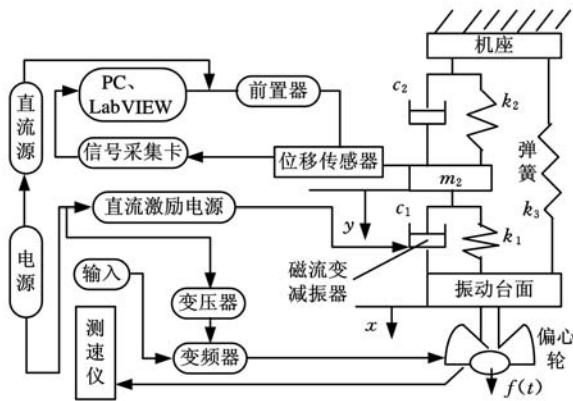 机座
PC、
LabVIEW
前置器
c₂
k₂
直流源
信号采集卡
位移传感器
m₂
弹簧
k₃
直流激励电源
y
c₁
k₁
电源
输入
变压器
磁流变
减振器
振动台面
测速仪
变频器
x
偏心
轮
f(t)